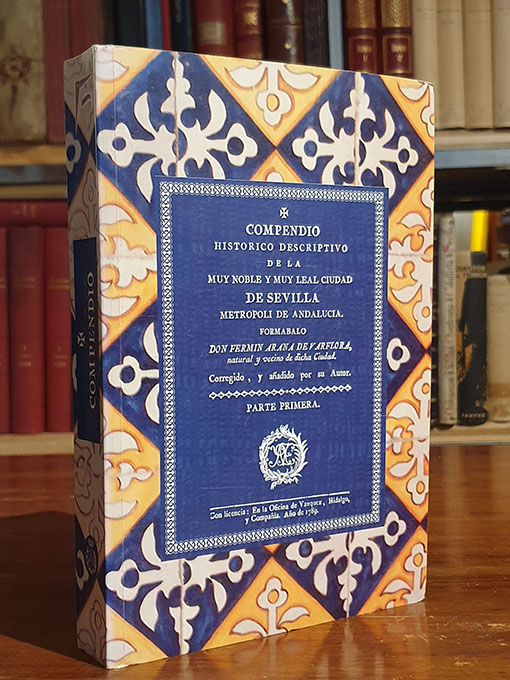 ✠
COMPENDIO
HISTORICO DESCRIPTIVO
DE LA
MUY NOBLE Y MUY LEAL CIUDAD
DE SEVILLA
METROPOLI DE ANDALUCIA.
FORMABALO
DON FERMIN ARANA DE VARFLORA,
natural y vecino de dicha Ciudad.
Corregido, y añadido por su Autor.
PARTE PRIMERA.
Con licencia: En la Oficina de Vazquez, Hidalgo,
y Compañia. Año de 1789.
COMPENDIO